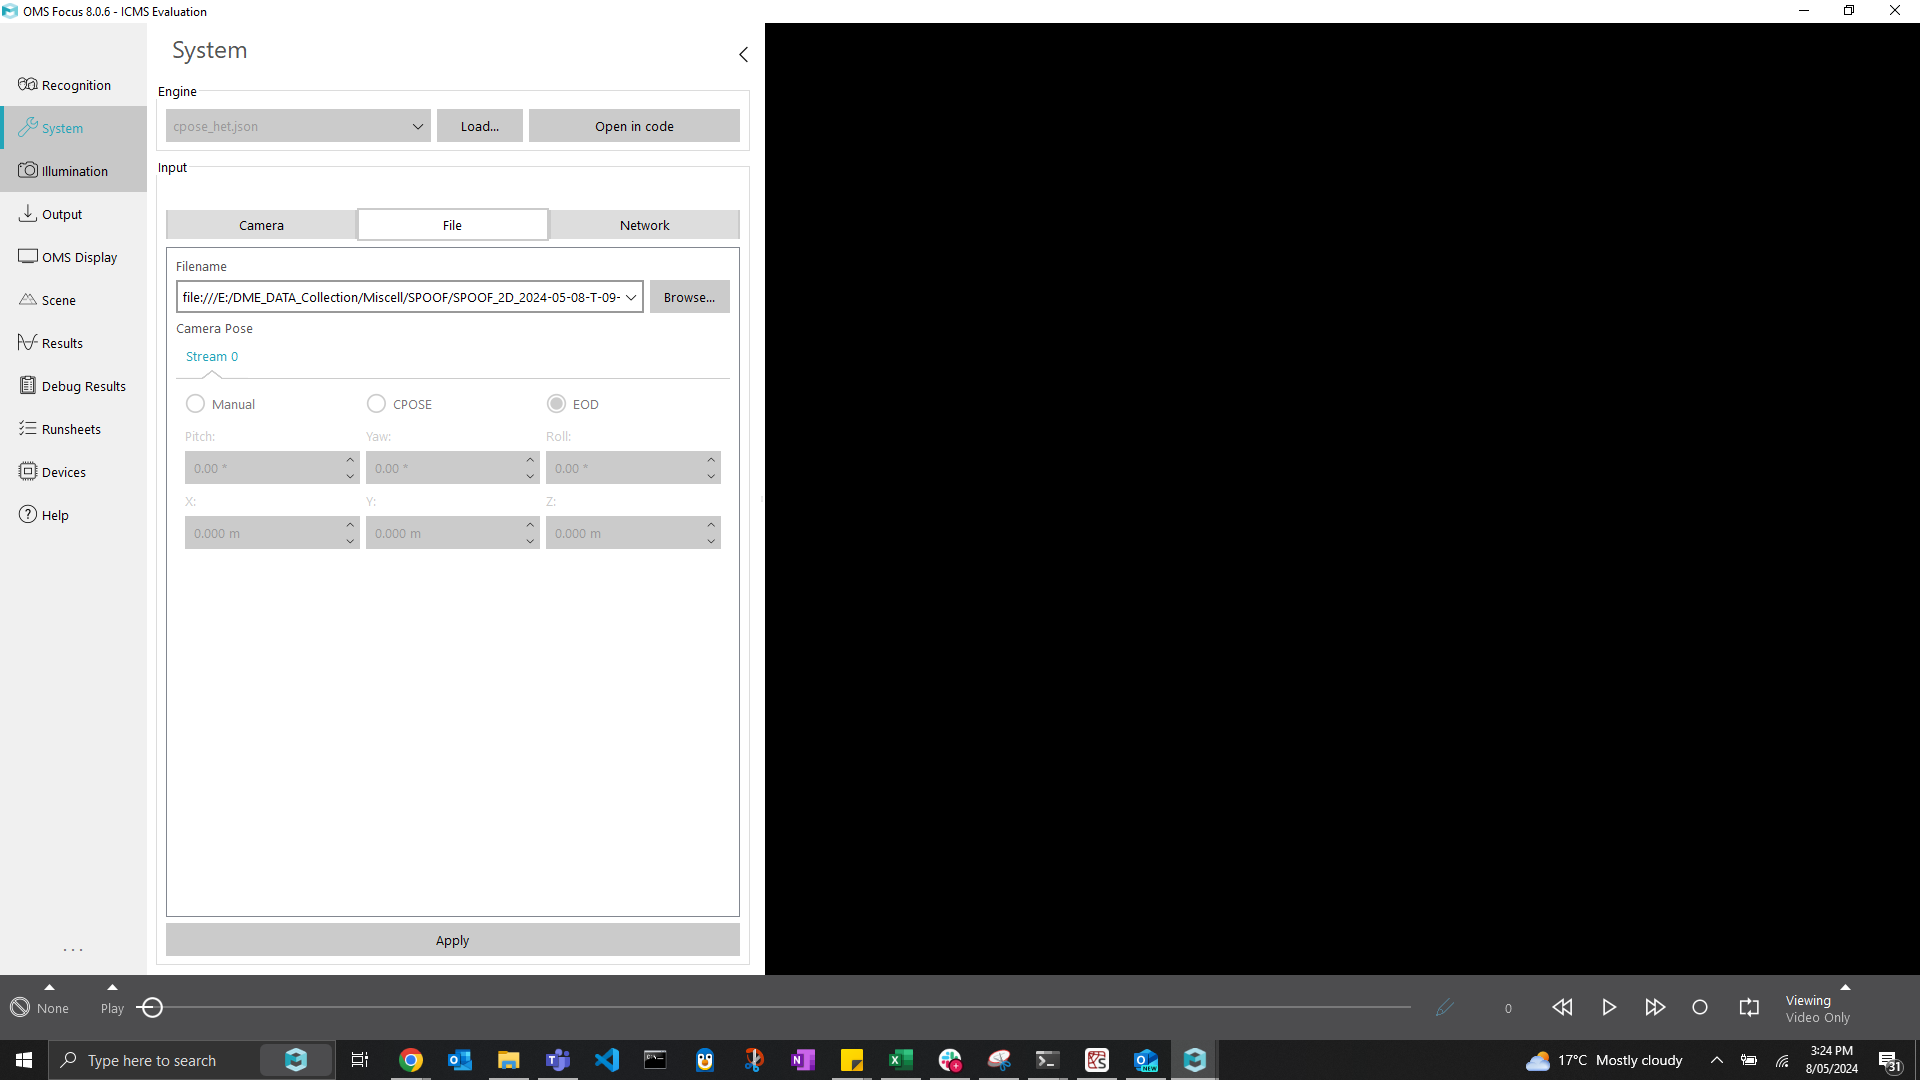 OMS Focus 8.0.6 - ICMS Evaluation
System
Recognition
System
Illumination
Output
OMS Display
Scene
Results
Debug Results
Runsheets
Devices
Help
...
Engine
cpose_het.json
Load...
Open in code
Input
Camera
File
Network
Filename
file:///E:/DME_DATA_Collection/Miscell/SPOOF/SPOOF_2D_2024-05-08-T-09-
Browse...
Camera Pose
Stream 0
Manual
CPOSE
EOD
Pitch:
Yaw:
Roll:
0.00 °
0.00 °
0.00 °
X:
Y:
Z:
0.000 m
0.000 m
0.000 m
Apply
None
Play
0
Viewing
Video Only
Type here to search
17°C Mostly cloudy
3:24 PM
8/05/2024
31